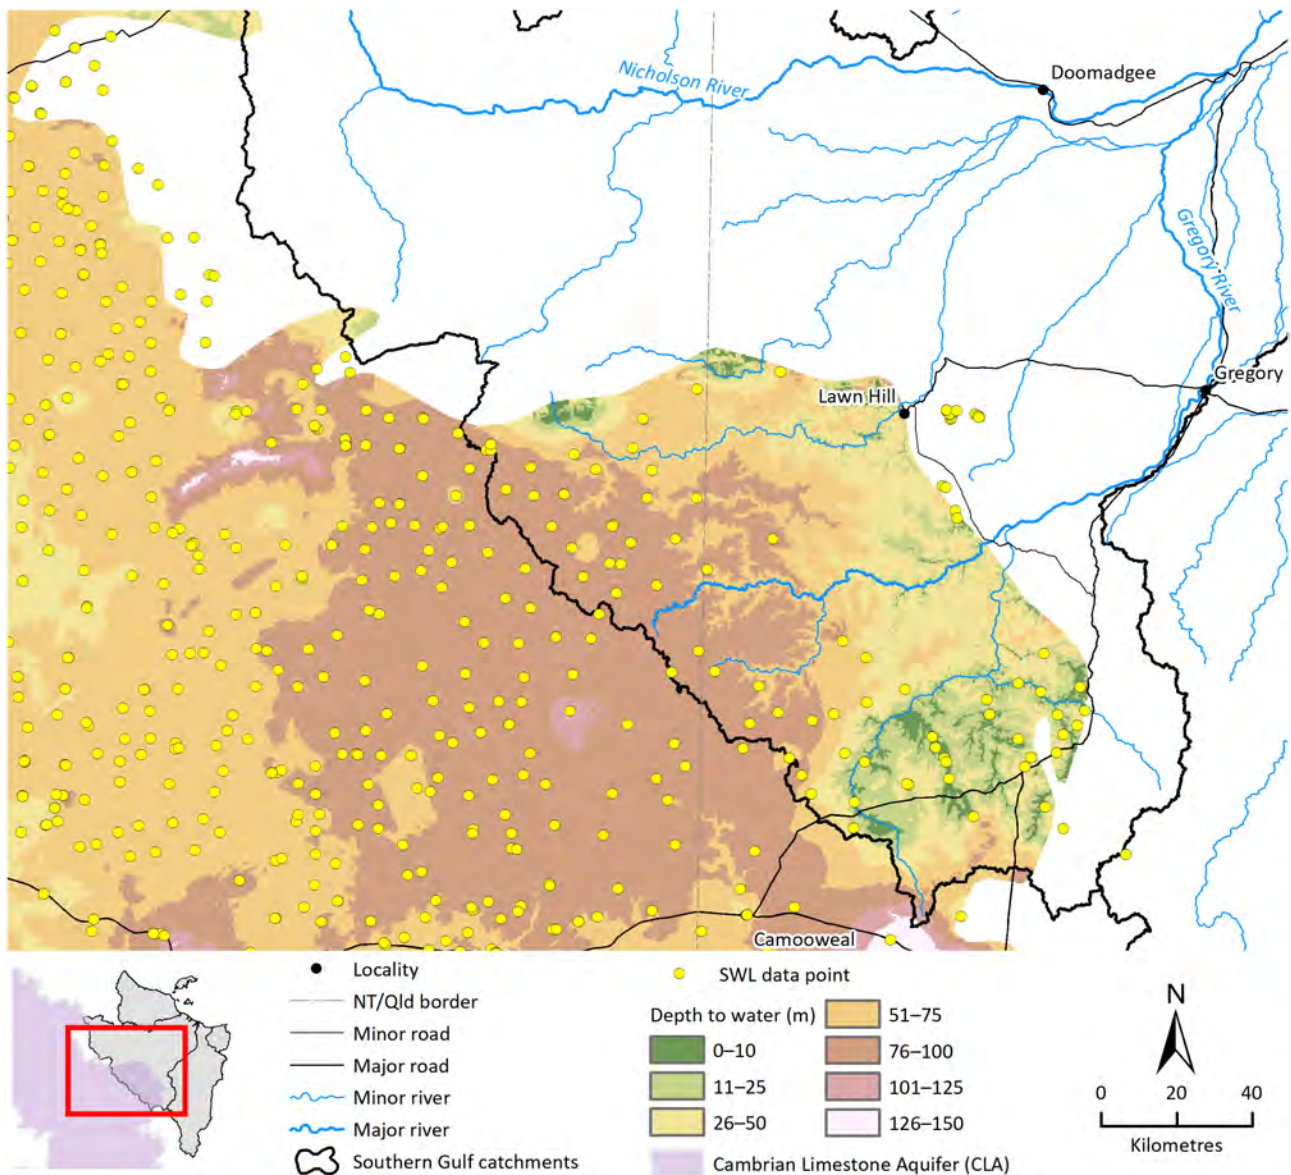 Nicholson River
Doomadgee
Gregory River
Gregory
Lawn Hill
Camooweal
Locality
NT/Qld border
Minor road
Major road
Minor river
Major river
Southern Gulf catchments
SWL data point
Depth to water (m)
0–10
11–25
26–50
51–75
76–100
101–125
126–150
Cambrian Limestone Aquifer (CLA)
N
0 20 40
Kilometres